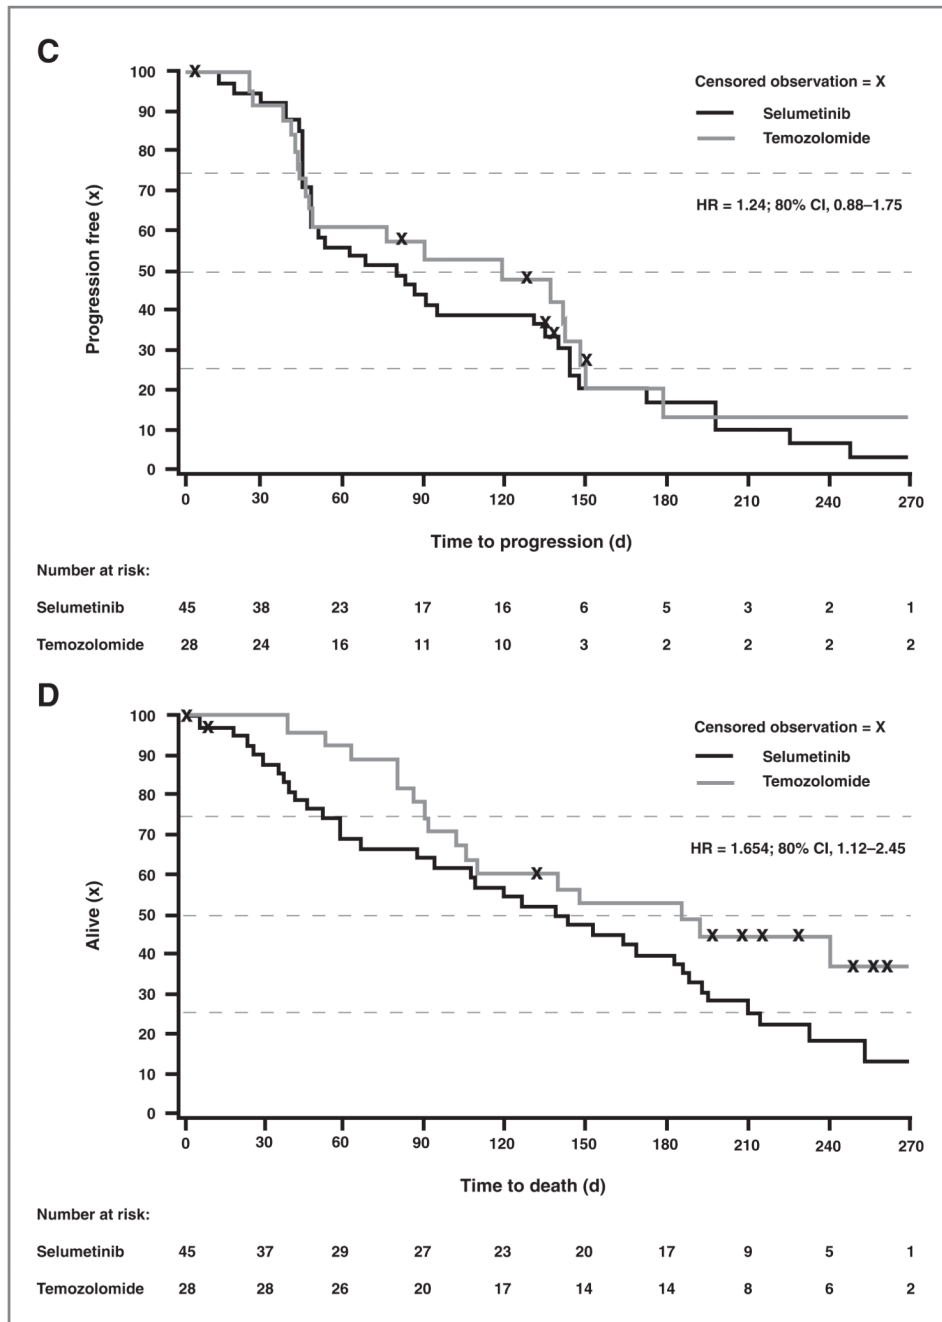 C
Censored observation = X
Selumetinib
Temozolomide
HR = 1.24; 80% CI, 0.88–1.75
Progression free (x)
100
90
80
70
60
50
40
30
20
10
0
X X X X X X
0 30 60 90 120 150 180 210 240 270
Time to progression (d)
Number at risk:
Selumetinib 45 38 23 17 16 6 5 3 2 1
Temozolomide 28 24 16 11 10 3 2 2 2 2
D
Censored observation = X
Selumetinib
Temozolomide
HR = 1.654; 80% CI, 1.12–2.45
Alive (x)
100
90
80
70
60
50
40
30
20
10
0
X X X X X X X X X X
0 30 60 90 120 150 180 210 240 270
Time to death (d)
Number at risk:
Selumetinib 45 37 29 27 23 20 17 9 5 1
Temozolomide 28 28 26 20 17 14 14 8 6 2